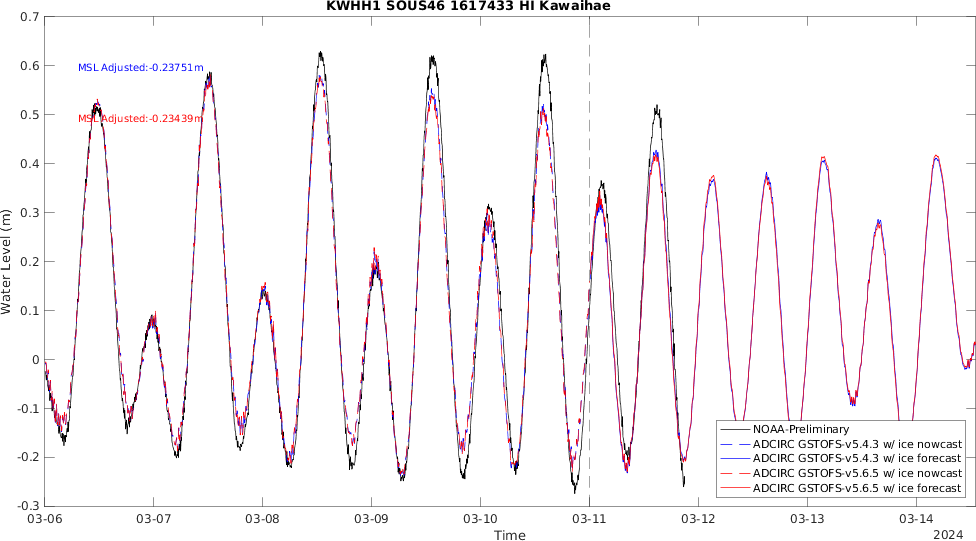 KWHH1 SOUS46 1617433 HI Kawaihae
0.7
0.6
0.5
0.4
0.3
0.2
0.1
0
-0.1
-0.2
-0.3
Water Level (m)
MSL Adjusted:-0.23751m
MSL Adjusted:-0.23439m
NOAA-Preliminary
ADCIRC GSTOFS-v5.4.3 w/ ice nowcast
ADCIRC GSTOFS-v5.4.3 w/ ice forecast
ADCIRC GSTOFS-v5.6.5 w/ ice nowcast
ADCIRC GSTOFS-v5.6.5 w/ ice forecast
03-06 03-07 03-08 03-09 03-10 03-11 03-12 03-13 03-14
Time
2024